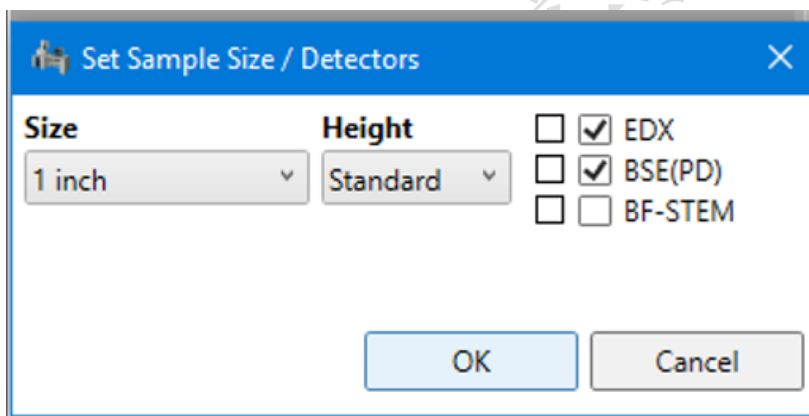 Set Sample Size / Detectors
Size Height
1 inch Standard
EDX
BSE(PD)
BF-STEM
OK Cancel